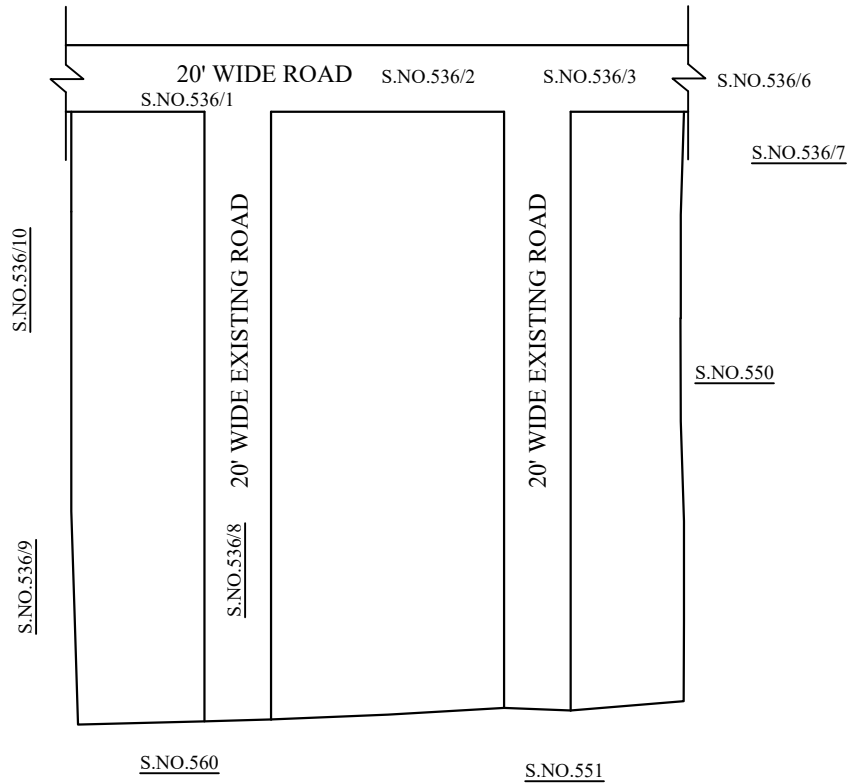 20' WIDE ROAD
S.NO.536/2
S.NO.536/3
S.NO.536/6
S.NO.536/1
S.NO.536/7
S.NO.536/10
20' WIDE EXISTING ROAD
20' WIDE EXISTING ROAD
S.NO.550
S.NO.536/9
S.NO.536/8
S.NO.560
S.NO.551